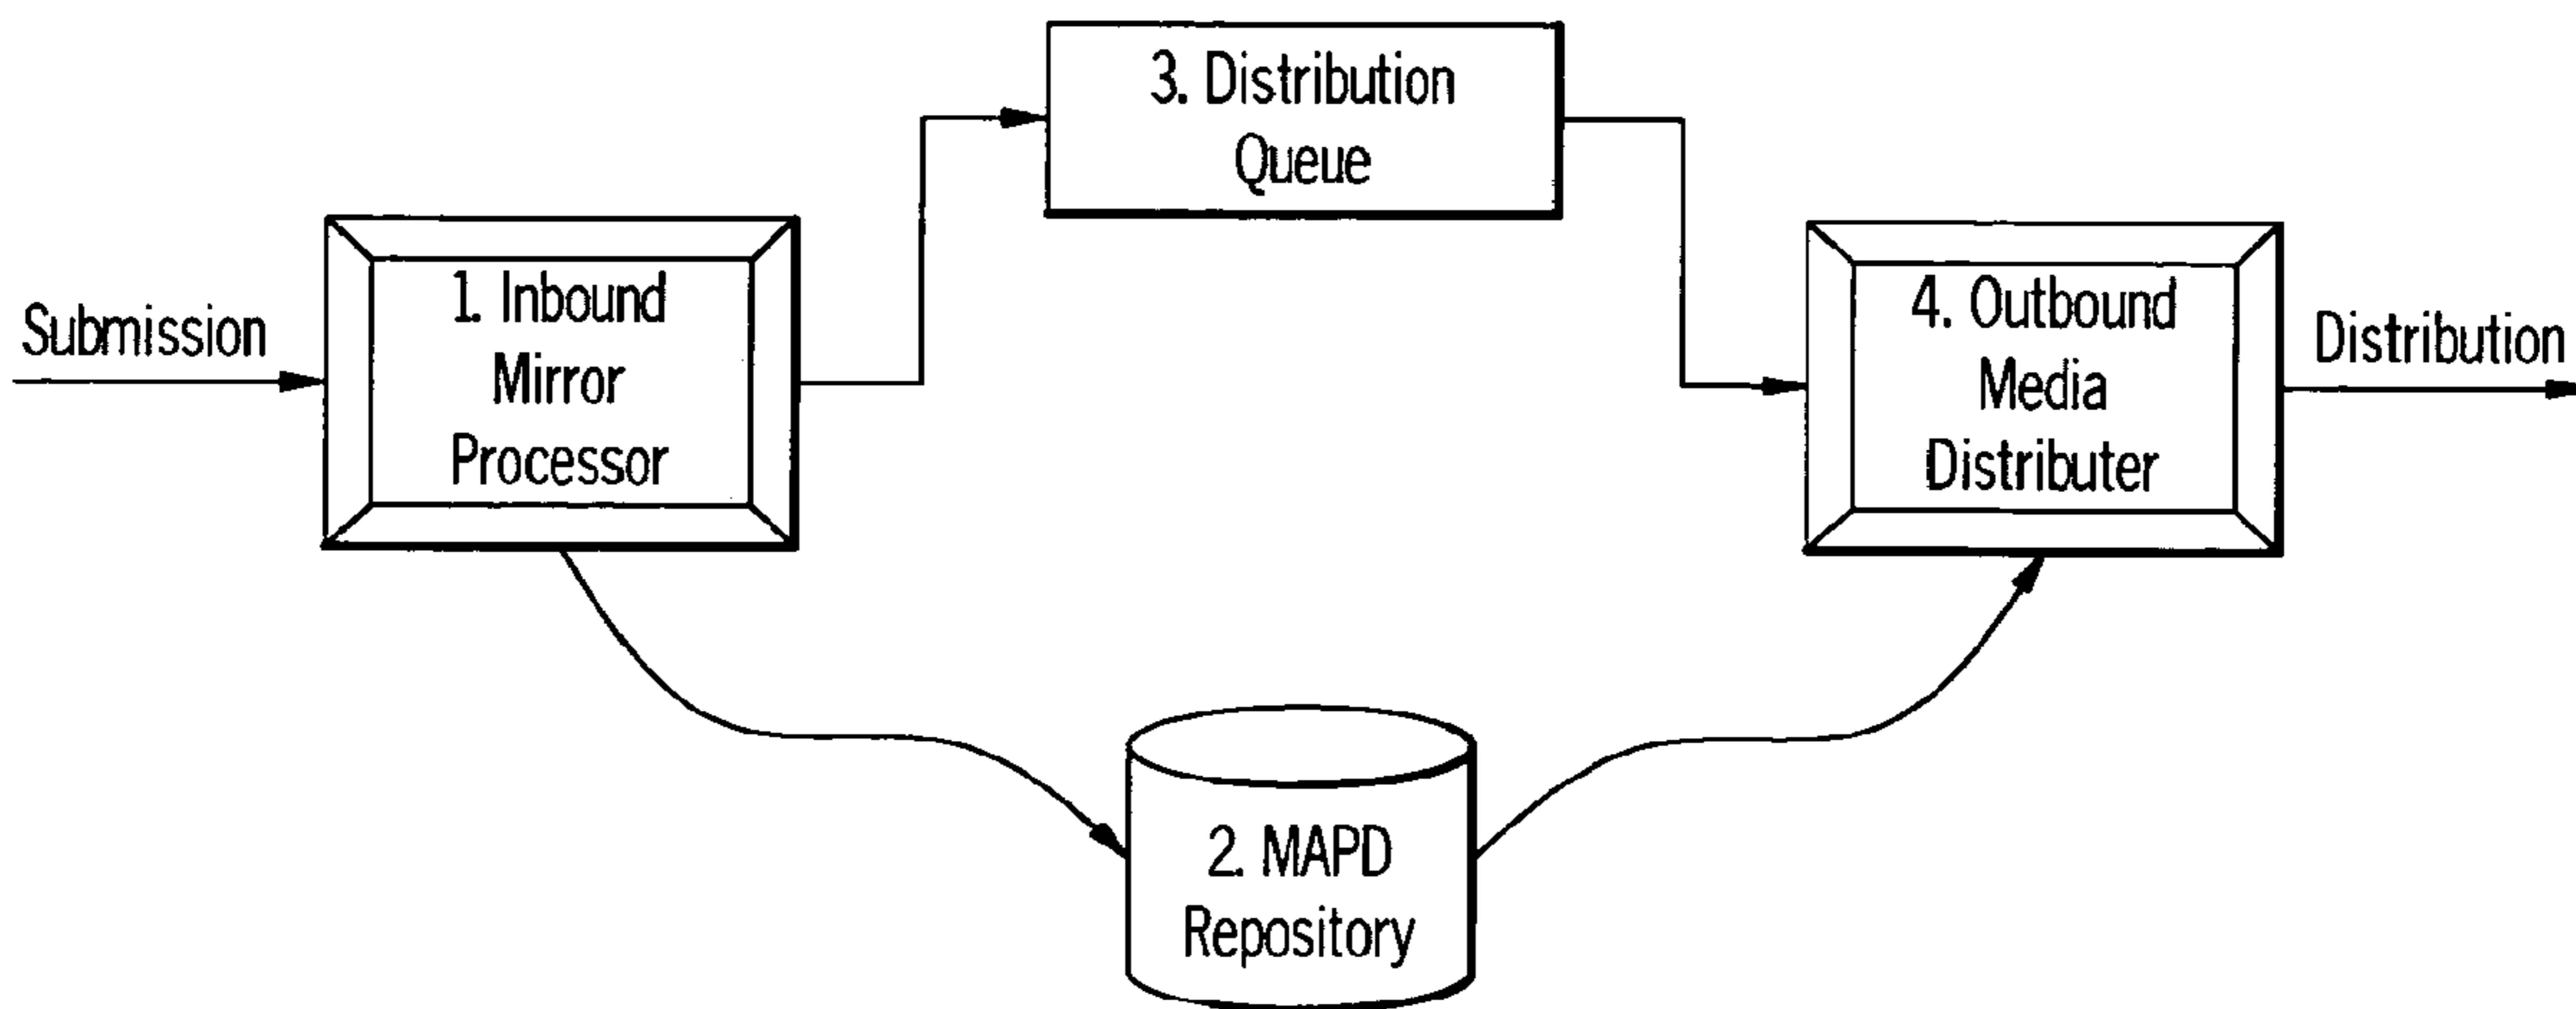 3. Distribution
Queue
Submission
1. Inbound
Mirror
Processor
4. Outbound
Media
Distributer
Distribution
2. MAPD
Repository